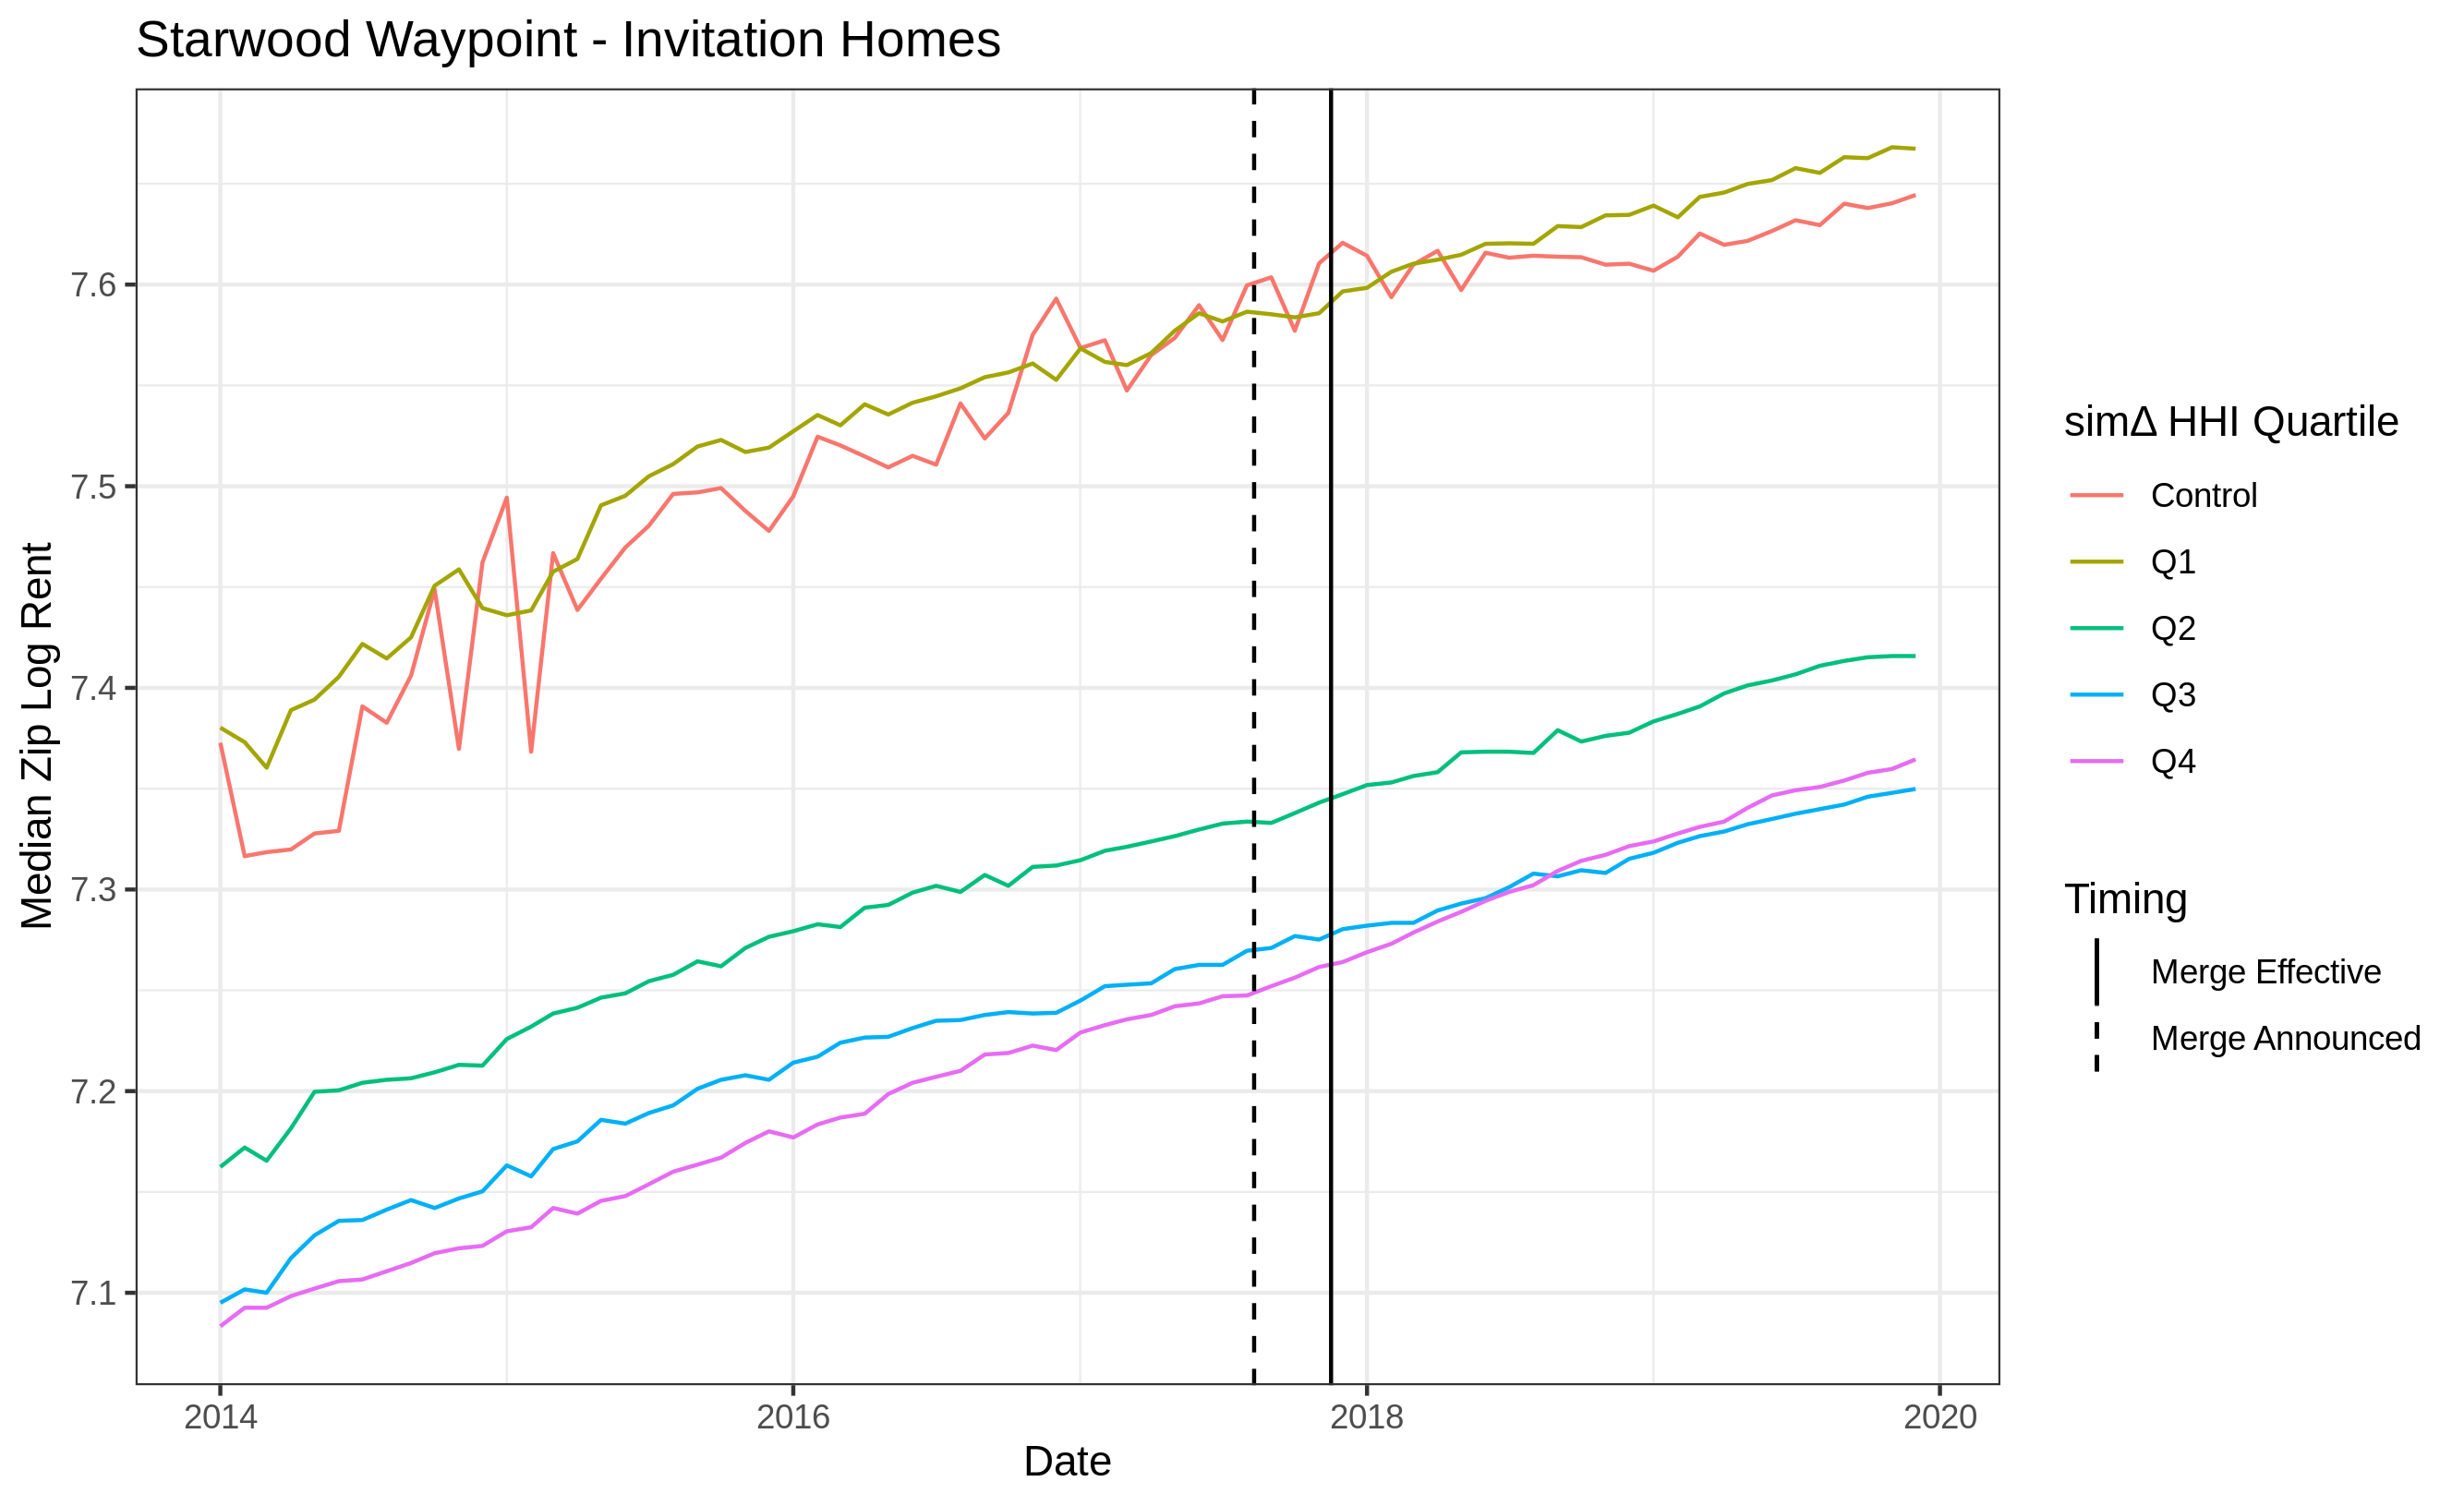 Starwood Waypoint - Invitation Homes
Median Zip Log Rent
7.6
7.5
7.4
7.3
7.2
7.1
2014
2016
2018
2020
Date
simΔ HHI Quartile
Control
Q1
Q2
Q3
Q4
Timing
Merge Effective
Merge Announced